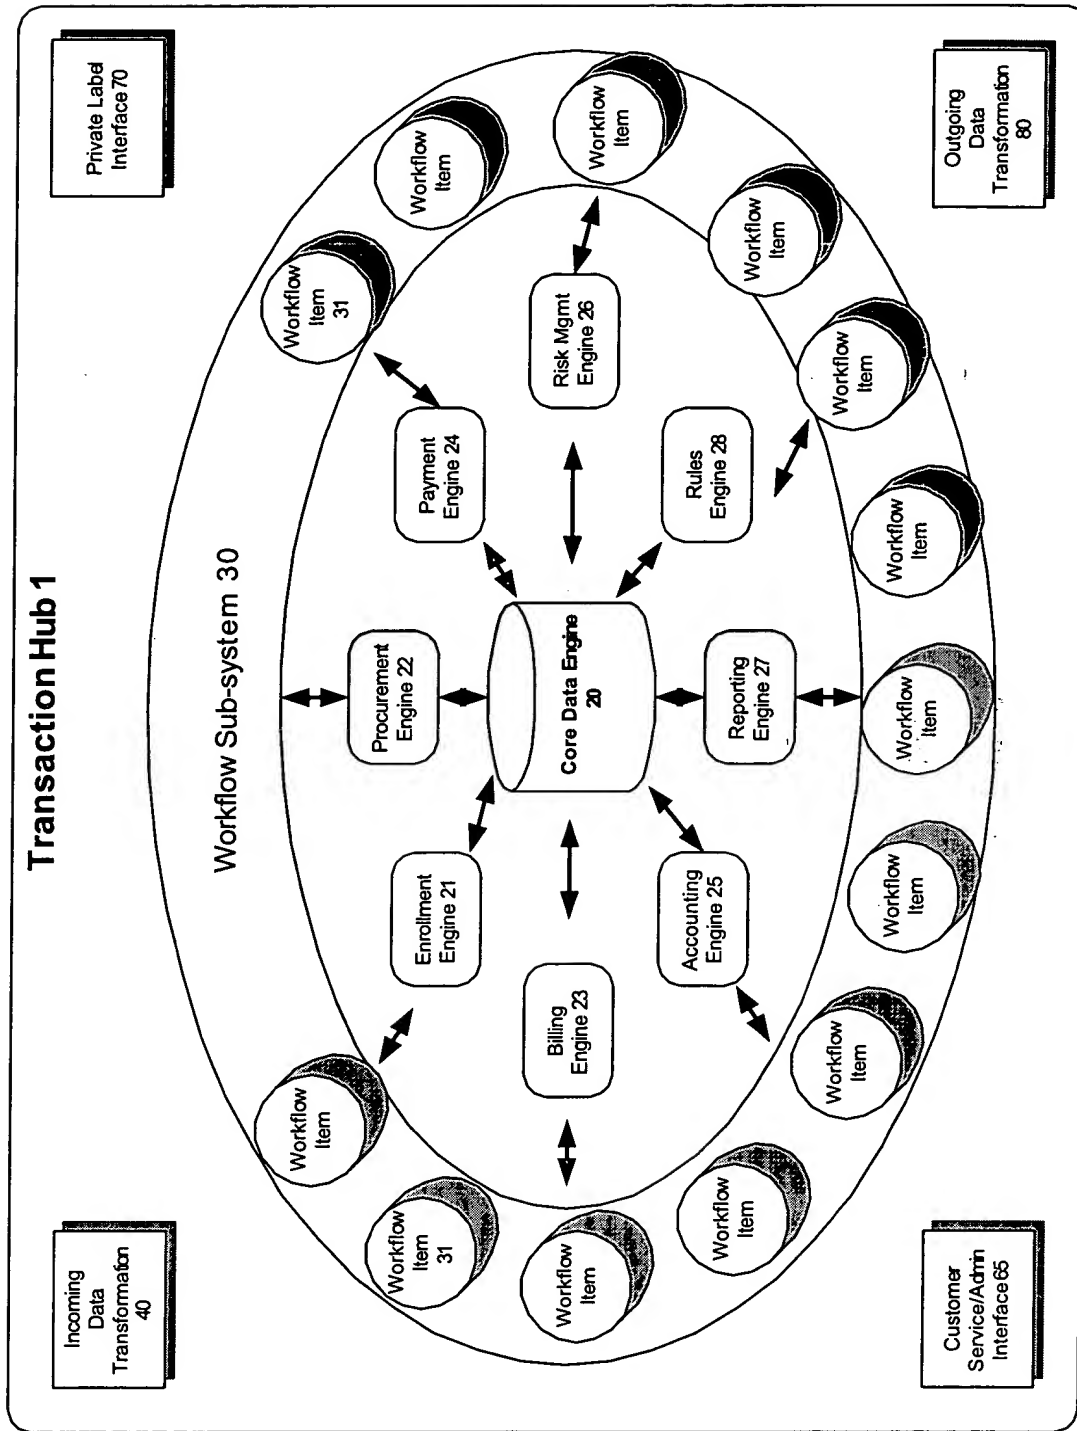 Transaction Hub 1
Incoming
Data
Transformation
40
Private Label
Interface 70
Workflow Sub-system 30
Workflow
Item
Workflow
Item
31
Workflow
Item
31
Workflow
Item
Procurement
Engine 22
Enrollment
Engine 21
Payment
Engine 24
Workflow
Item
Billing
Engine 23
Core Data Engine
20
Risk Mgmt
Engine 26
Workflow
Item
Accounting
Engine 25
Reporting
Engine 27
Rules
Engine 28
Workflow
Item
Workflow
Item
Workflow
Item
Workflow
Item
Workflow
Item
Workflow
Item
Workflow
Item
Workflow
Item
Customer
Service/Admin
Interface 65
Outgoing
Data
Transformation
80